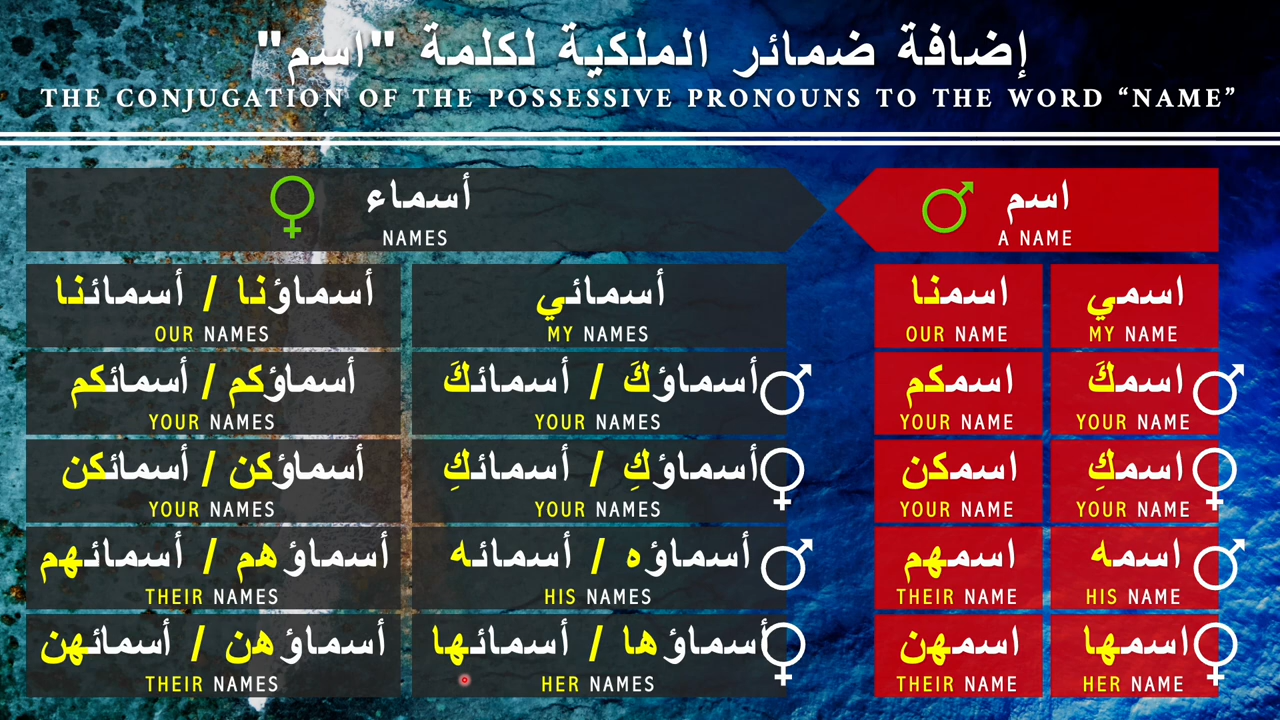 إضافة ضمائر الملكية لكلمة "اسم"
THE CONJUGATION OF THE POSSESSIVE PRONOUNS TO THE WORD “NAME”
اسم
A NAME
أسماء
NAMES
اسمي
MY NAME
اسمنا
OUR NAME
أسمائي
MY NAMES
أسماؤنا / أسمائنا
OUR NAMES
اسمكَ
YOUR NAME
اسمكم
YOUR NAME
أسماؤكَ / أسمائكَ
YOUR NAMES
أسماؤكم / أسمائكم
YOUR NAMES
اسمكِ
YOUR NAME
اسمكن
YOUR NAME
أسماؤكِ / أسمائكِ
YOUR NAMES
أسماؤكن / أسمائكن
YOUR NAMES
اسمه
HIS NAME
اسمهم
THEIR NAME
أسماؤه / أسمائه
HIS NAMES
أسماؤهم / أسمائهم
THEIR NAMES
اسمها
HER NAME
اسمهن
THEIR NAME
أسماؤها / أسمائها
HER NAMES
أسماؤهن / أسمائهن
THEIR NAMES